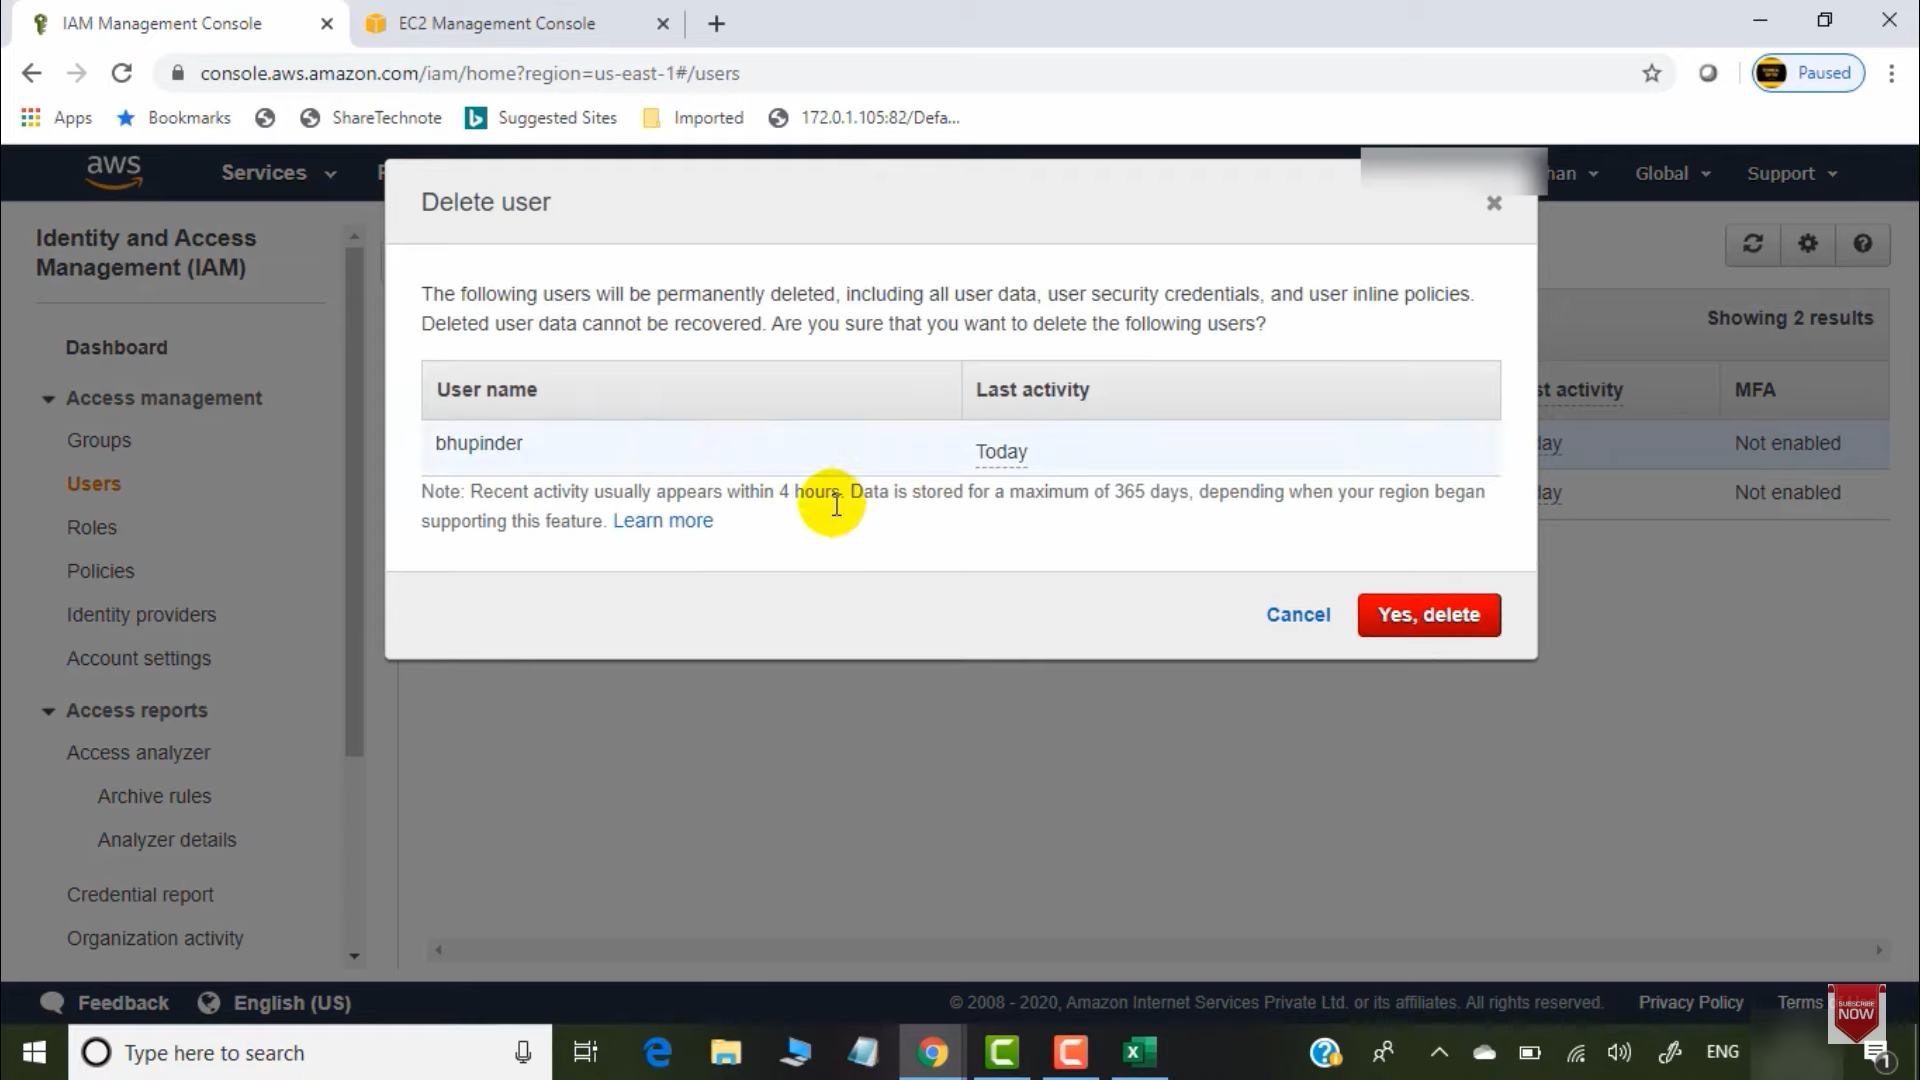 IAM Management Console
EC2 Management Console
console.aws.amazon.com/iam/home?region=us-east-1#/users
Paused
Apps
Bookmarks
ShareTechnote
Suggested Sites
Imported
172.0.1.105:82/Defa...
aws
Services
Global
Support
Delete user
Identity and Access
Management (IAM)
Dashboard
Access management
Groups
Users
Roles
Policies
Identity providers
Account settings
Access reports
Access analyzer
Archive rules
Analyzer details
Credential report
Organization activity
The following users will be permanently deleted, including all user data, user security credentials, and user inline policies.
Deleted user data cannot be recovered. Are you sure that you want to delete the following users?
User name
Last activity
bhupinder
Today
Note: Recent activity usually appears within 4 hours. Data is stored for a maximum of 365 days, depending when your region began
supporting this feature. Learn more
Cancel
Yes, delete
Showing 2 results
activity
MFA
Not enabled
Not enabled
Feedback
English (US)
© 2008 - 2020, Amazon Internet Services Private Ltd. or its affiliates. All rights reserved.
Privacy Policy
Terms
SUBSCRIBE
NOW
Type here to search
ENG
1